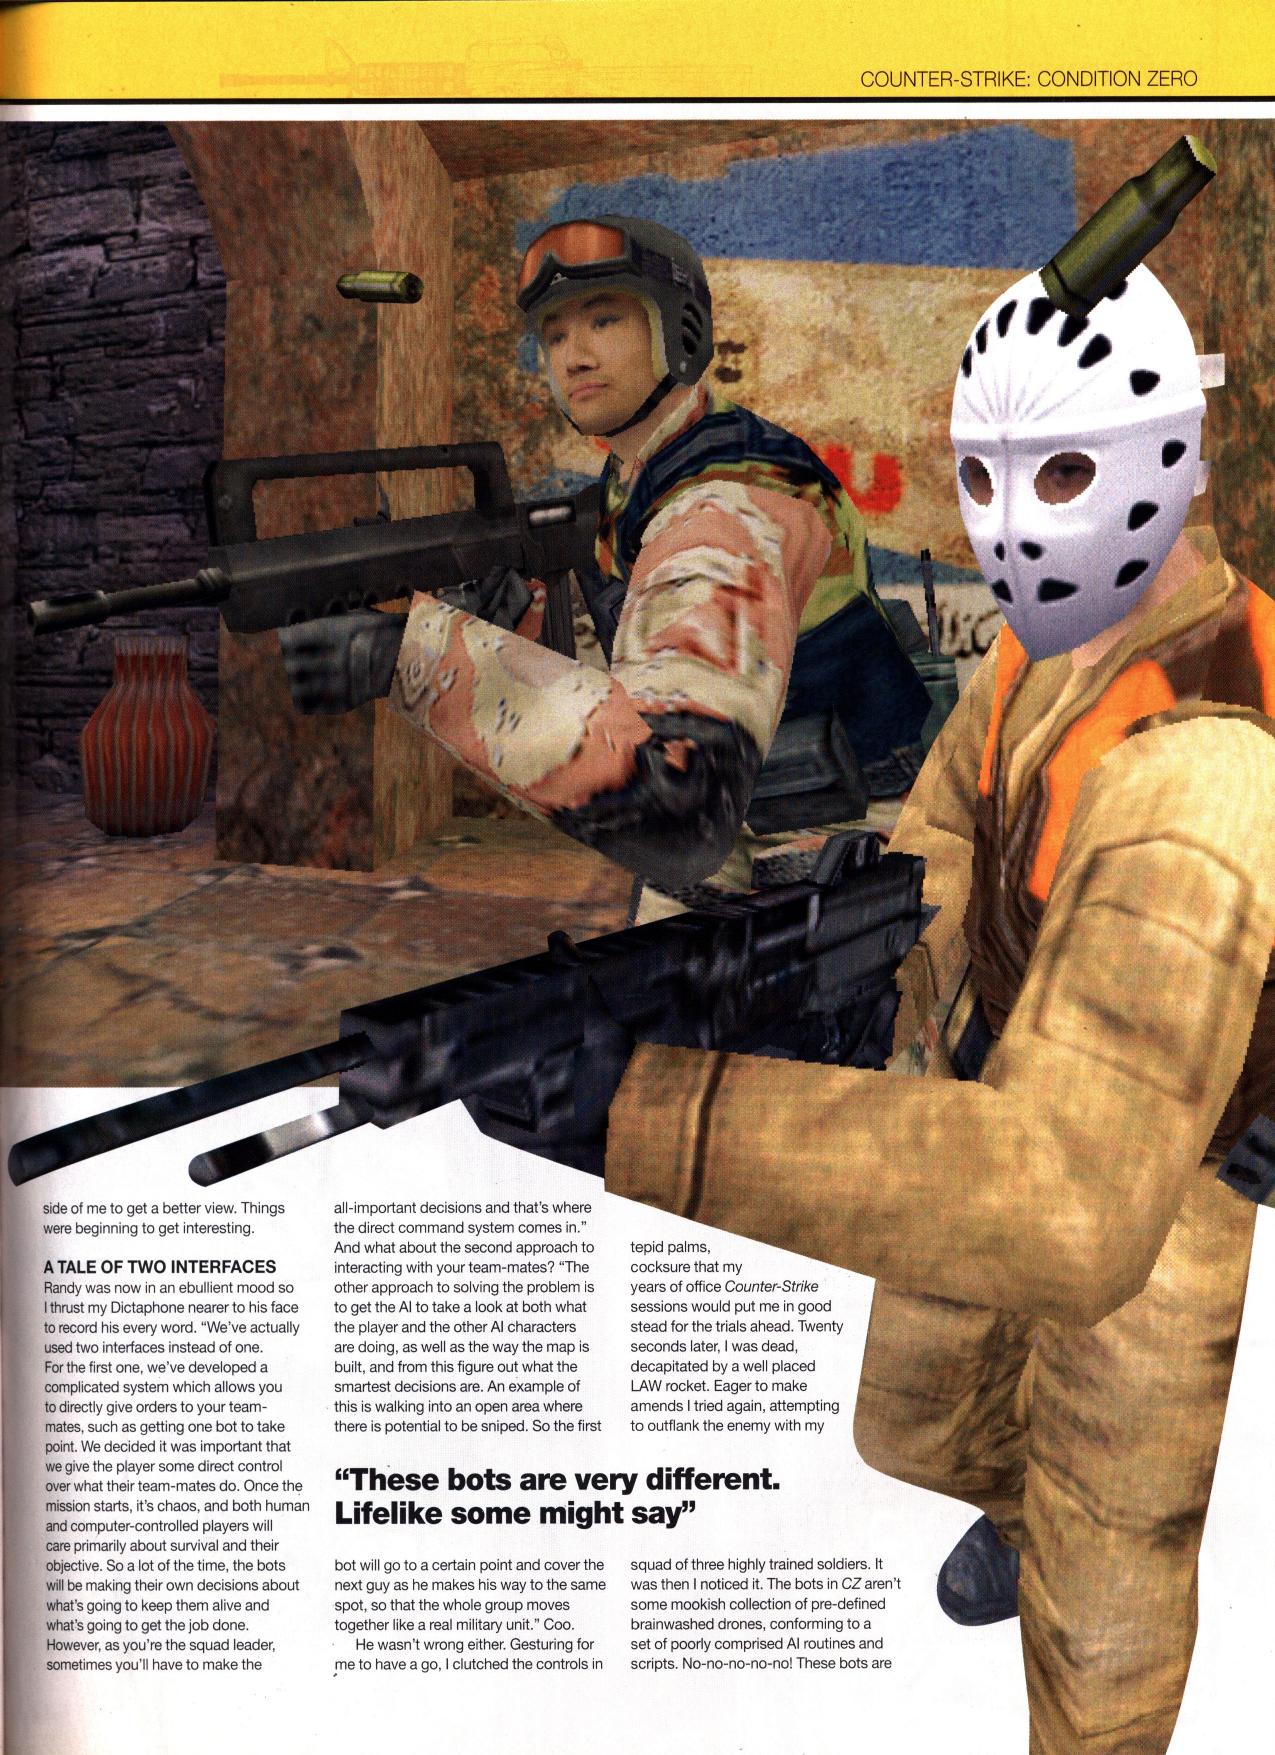 COUNTER-STRIKE: CONDITION ZERO
U
side of me to get a better view. Things
were beginning to get interesting.
A TALE OF TWO INTERFACES
Randy was now in an ebullient mood so
I thrust my Dictaphone nearer to his face
to record his every word. “We’ve actually
used two interfaces instead of one.
For the first one, we’ve developed a
complicated system which allows you
to directly give orders to your team-
mates, such as getting one bot to take
point. We decided it was important that
we give the player some direct control
over what their team-mates do. Once the
mission starts, it’s chaos, and both human
and computer-controlled players will
care primarily about survival and their
objective. So a lot of the time, the bots
will be making their own decisions about
what’s going to keep them alive and
what’s going to get the job done.
However, as you’re the squad leader,
sometimes you’ll have to make the
all-important decisions and that’s where
the direct command system comes in.”
And what about the second approach to
interacting with your team-mates? “The
other approach to solving the problem is
to get the AI to take a look at both what
the player and the other AI characters
are doing, as well as the way the map is
built, and from this figure out what the
smartest decisions are. An example of
this is walking into an open area where
there is potential to be sniped. So the first
“These bots are very different.
Lifelike some might say”
bot will go to a certain point and cover the
next guy as he makes his way to the same
spot, so that the whole group moves
together like a real military unit.” Coo.
He wasn’t wrong either. Gesturing for
me to have a go, I clutched the controls in
tepid palms,
cocksure that my
years of office Counter-Strike
sessions would put me in good
stead for the trials ahead. Twenty
seconds later, I was dead,
decapitated by a well placed
LAW rocket. Eager to make
amends I tried again, attempting
to outflank the enemy with my
squad of three highly trained soldiers. It
was then I noticed it. The bots in CZ aren’t
some mookish collection of pre-defined
brainwashed drones, conforming to a
set of poorly comprised AI routines and
scripts. No-no-no-no-no! These bots are